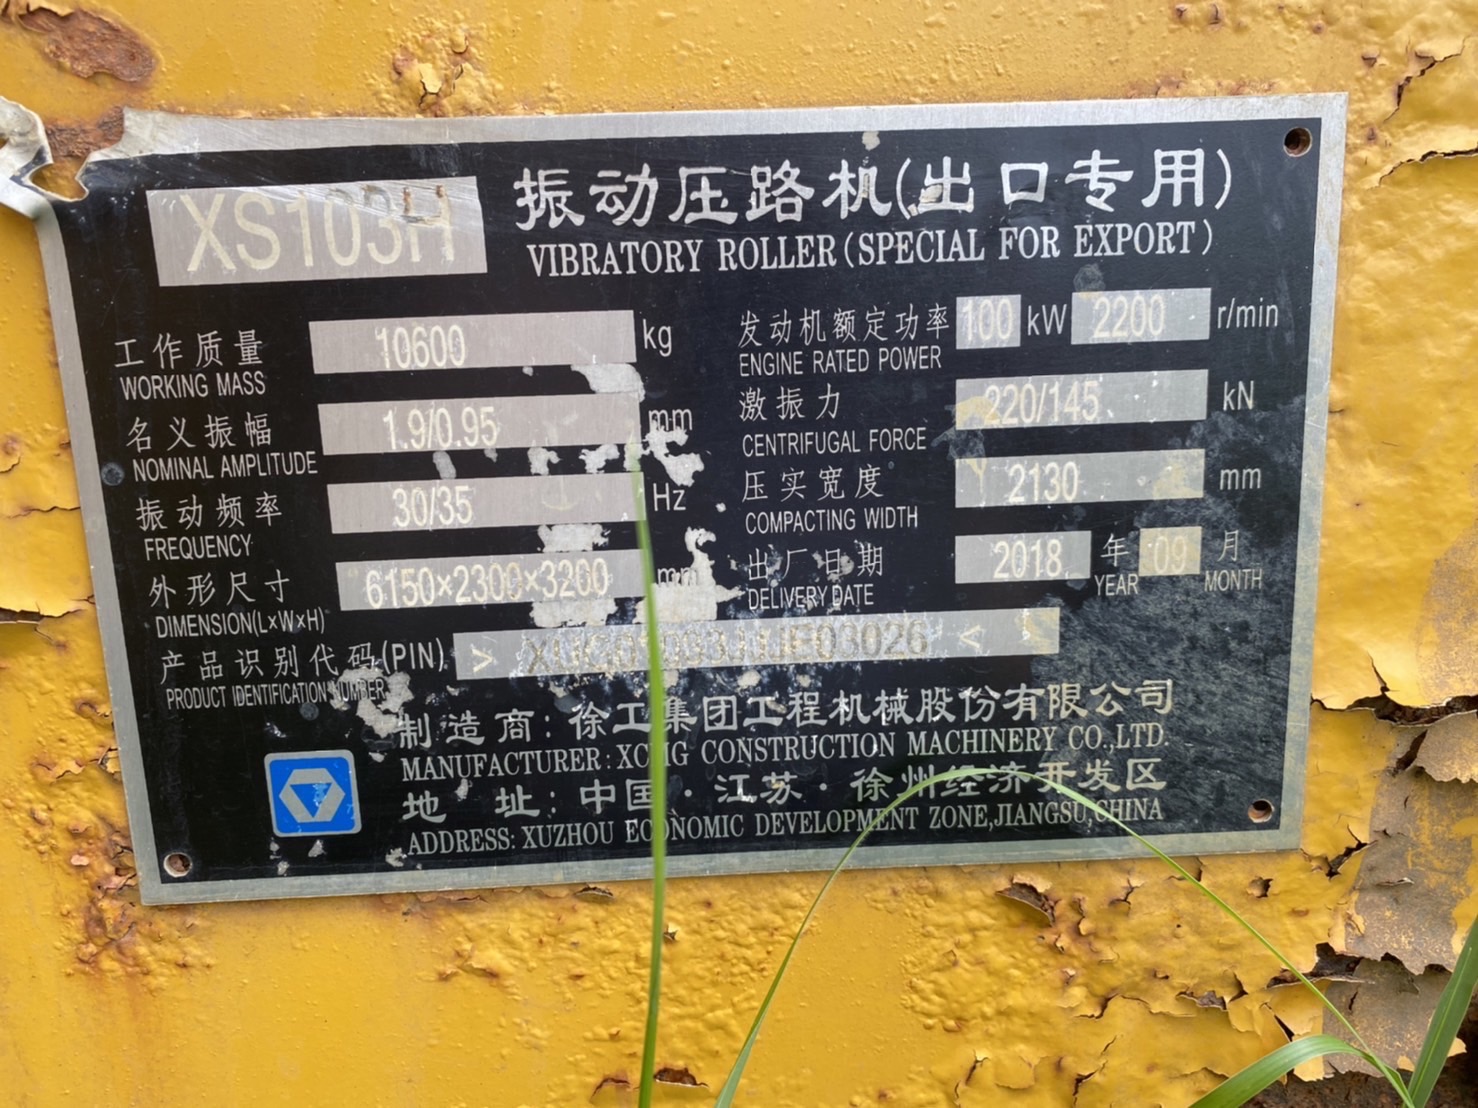 XS103H
振动压路机(出口专用)
VIBRATORY ROLLER(SPECIAL FOR EXPORT)
工作质量 10600 kg
WORKING MASS
名义振幅 1.9/0.95 mm
NOMINAL AMPLITUDE
振动频率 30/35 Hz
FREQUENCY
外形尺寸 6150×2300×3200 mm
DIMENSION(L×W×H)
发动机额定功率 100 kW 2200 r/min
ENGINE RATED POWER
激振力 220/145 kN
CENTRIFUGAL FORCE
压实宽度 2130 mm
COMPACTING WIDTH
出厂日期 2018 年 09 月
DELIVERY DATE YEAR MONTH
产品识别代码(PIN)
PRODUCT IDENTIFICATION NUMBER
制造商:徐工集团工程机械股份有限公司
MANUFACTURER:XCMG CONSTRUCTION MACHINERY CO.,LTD.
地 址:中国·江苏·徐州经济开发区
ADDRESS:XUZHOU ECONOMIC DEVELOPMENT ZONE,JIANGSU,CHINA